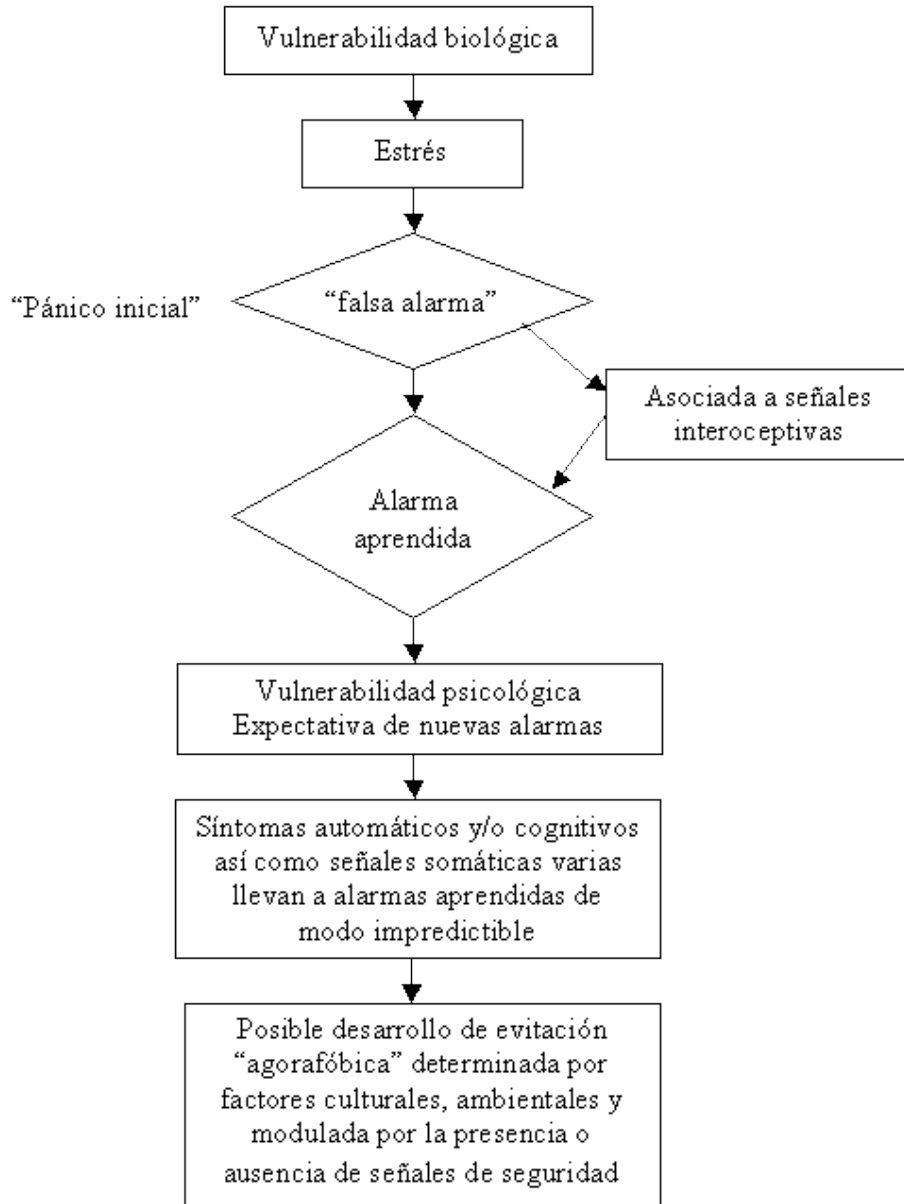 Vulnerabilidad biológica
Estrés
“Pánico inicial”
“falsa alarma”
Asociada a señales
interoceptivas
Alarma
aprendida
Vulnerabilidad psicológica
Expectativa de nuevas alarmas
Síntomas automáticos y/o cognitivos
así como señales somáticas varias
llevan a alarmas aprendidas de
modo impredictible
Posible desarrollo de evitación
“agorafóbica” determinada por
factores culturales, ambientales y
modulada por la presencia o
ausencia de señales de seguridad